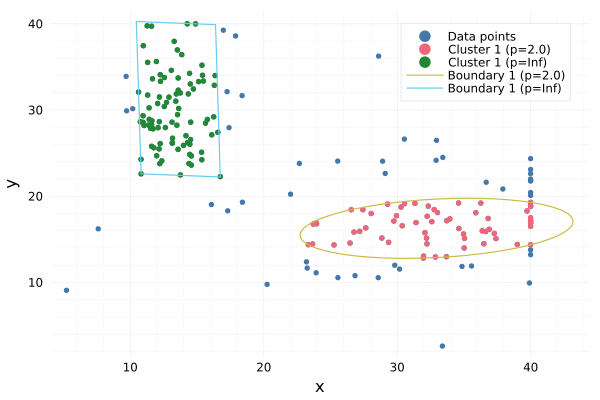 40
30
20
10
y
10
20
30
40
x
Data points
Cluster 1 (p=2.0)
Cluster 1 (p=Inf)
Boundary 1 (p=2.0)
Boundary 1 (p=Inf)